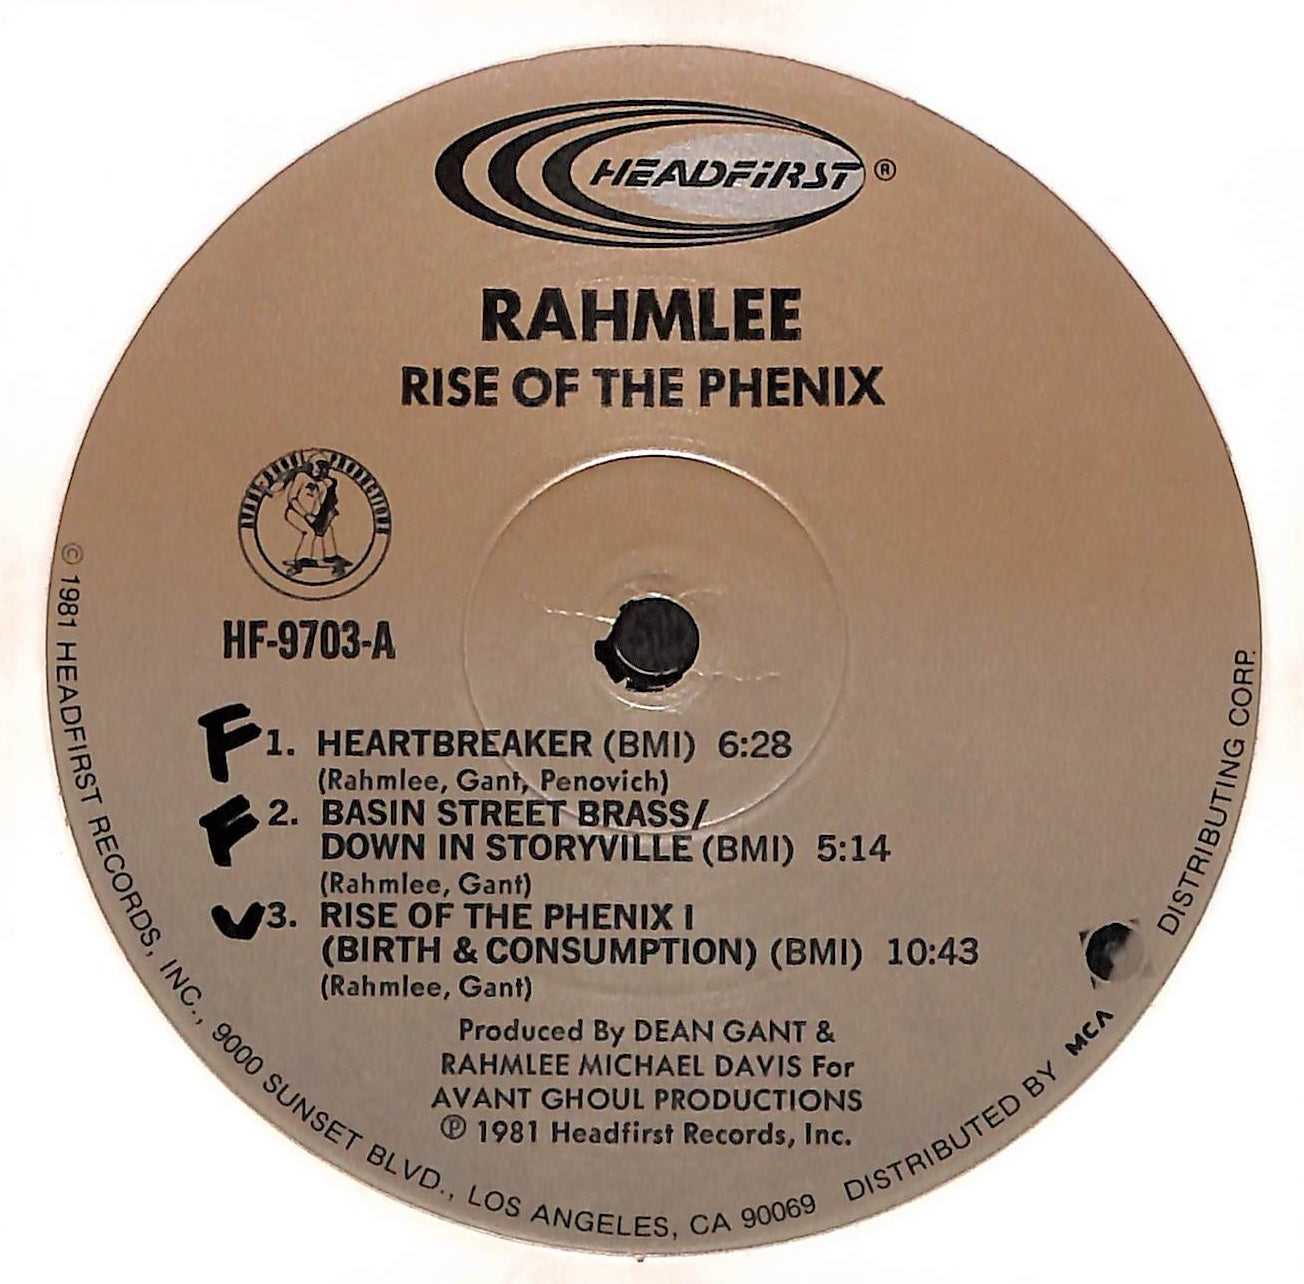 HEADFIRST ®
RAHMLEE
RISE OF THE PHENIX
HF-9703-A
F 1. HEARTBREAKER (BMI) 6:28
(Rahmlee, Gant, Penovich)
F 2. BASIN STREET BRASS/
DOWN IN STORYVILLE (BMI) 5:14
(Rahmlee, Gant)
3. RISE OF THE PHENIX I
(BIRTH & CONSUMPTION) (BMI) 10:43
(Rahmlee, Gant)
Produced By DEAN GANT &
RAHMLEE MICHAEL DAVIS For
AVANT GHOUL PRODUCTIONS
℗ 1981 Headfirst Records, Inc.
© 1981 HEADFIRST RECORDS, INC., 9000 SUNSET BLVD., LOS ANGELES, CA 90069 DISTRIBUTED BY MCA DISTRIBUTING CORP.